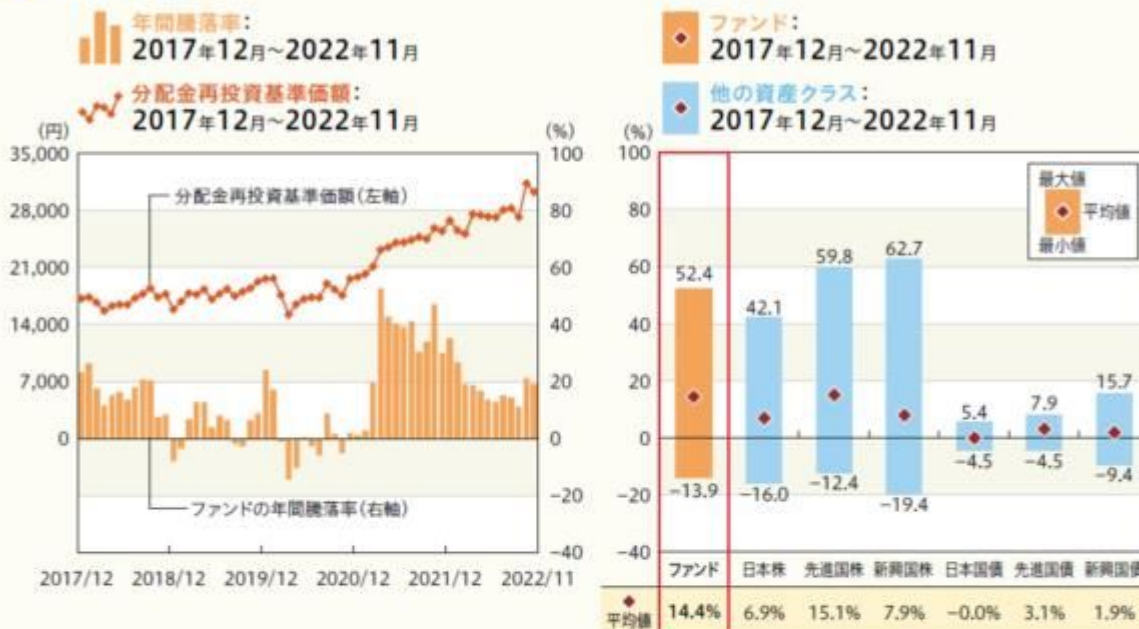 年間騰落率：
2017年12月～2022年11月
分配金再投資基準価額：
2017年12月～2022年11月
(円)
(%)
35,000
28,000
21,000
14,000
7,000
0
100
80
60
40
20
0
−20
−40
分配金再投資基準価額(左軸)
ファンドの年間騰落率(右軸)
2017/12 2018/12 2019/12 2020/12 2021/12 2022/11
ファンド：
2017年12月～2022年11月
他の資産クラス：
2017年12月～2022年11月
(%)
100
80
60
40
20
0
−20
−40
最大値
平均値
最小値
52.4 42.1 59.8 62.7 5.4 7.9 15.7
−13.9 −16.0 −12.4 −19.4 −4.5 −4.5 −9.4
ファンド 日本株 先進国株 新興国株 日本国債 先進国債 新興国債
平均値 14.4% 6.9% 15.1% 7.9% −0.0% 3.1% 1.9%